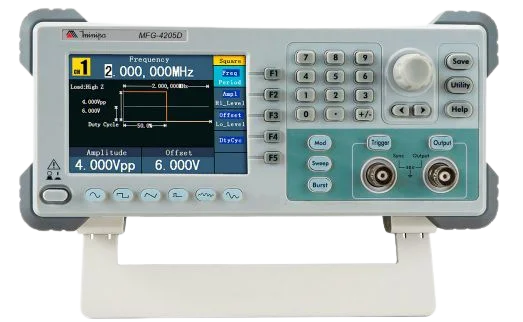 Minipa MFG-4205D
1
CH
Frequency
2.000,000MHz
Square
Freq
Period
Ampl
Hi_Level
Offset
Lo_Level
DtyCyc
Load:High Z
2.000,000MHz
4.000Vpp
6.000V
Duty Cycle
50.0%
Amplitude
Offset
4.000Vpp
6.000V
F1
F2
F3
F4
F5
7 8 9
4 5 6
1 2 3
0 . +/-
Save
Utility
Help
Mod
Sweep
Burst
Trigger
Output
Sync
Output
50Ω